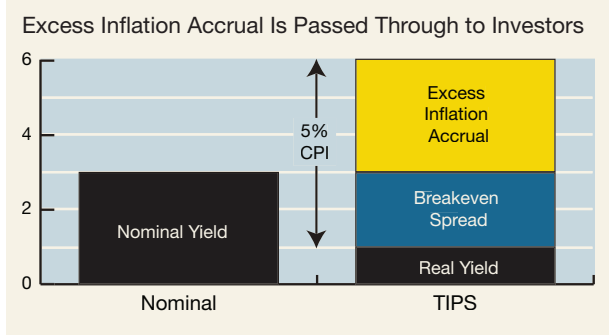 Excess Inflation Accrual Is Passed Through to Investors
6
4
2
0
5%
CPI
Nominal Yield
Excess
Inflation
Accrual
Breakeven
Spread
Real Yield
Nominal
TIPS